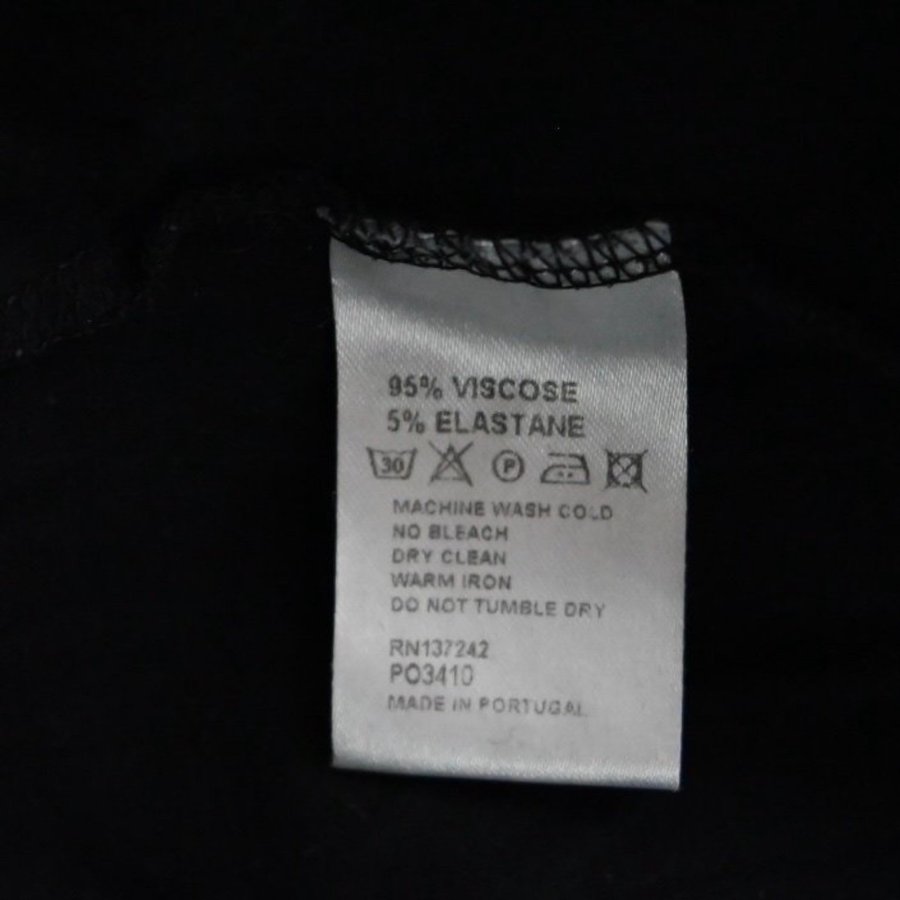 95% VISCOSE
5% ELASTANE
30 P
MACHINE WASH COLD
NO BLEACH
DRY CLEAN
WARM IRON
DO NOT TUMBLE DRY
RN137242
PO3410
MADE IN PORTUGAL